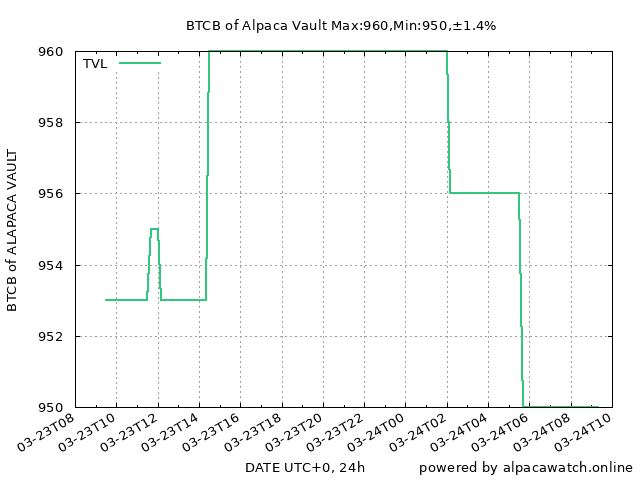 BTCB of Alpaca Vault Max:960,Min:950,±1.4%
TVL
960
958
956
954
952
950
BTCB of ALAPACA VAULT
03-23T08
03-23T10
03-23T12
03-23T14
03-23T16
03-23T18
03-23T20
03-23T22
03-24T00
03-24T02
03-24T04
03-24T06
03-24T08
03-24T10
DATE UTC+0, 24h
powered by alpacawatch.online